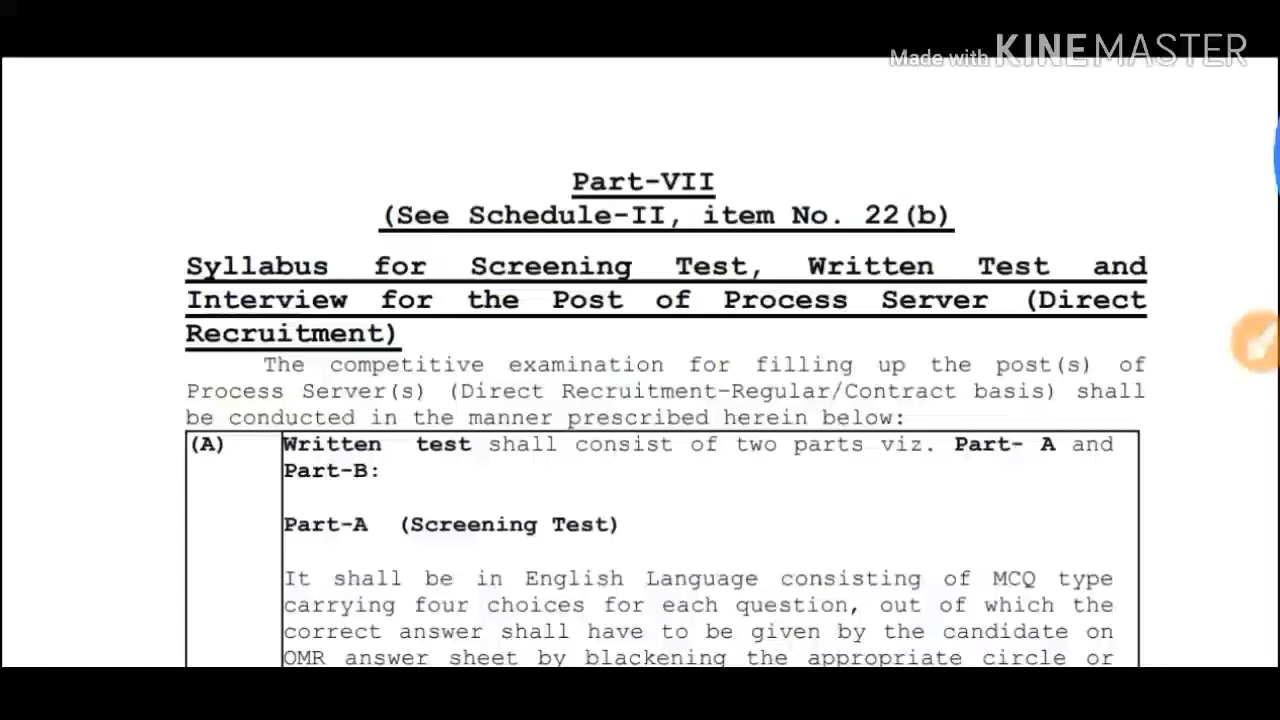 Made with KINEMASTER
Part-VII
(See Schedule-II, item No. 22(b)
Syllabus for Screening Test, Written Test and
Interview for the Post of Process Server (Direct
Recruitment)
The competitive examination for filling up the post(s) of
Process Server(s) (Direct Recruitment-Regular/Contract basis) shall
be conducted in the manner prescribed herein below:
(A) Written test shall consist of two parts viz. Part- A and
Part-B:
Part-A (Screening Test)
It shall be in English Language consisting of MCQ type
carrying four choices for each question, out of which the
correct answer shall have to be given by the candidate on
OMR answer sheet by blackening the appropriate circle or